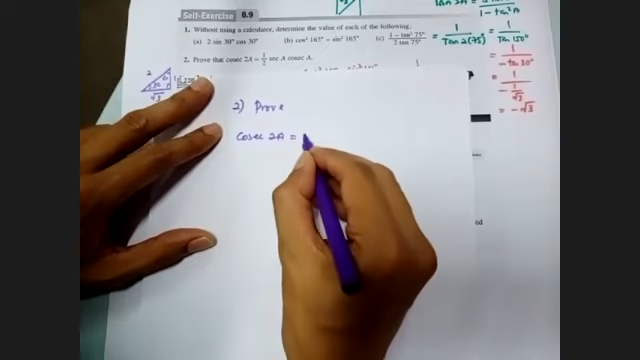 Self-Exercise 8.9
1. Without using a calculator, determine the value of each of the following.
(a) 2 sin 30° cos 30° (b) cos² 165° − sin² 165° (c) 1 − tan² 75° / 2 tan 75° = 1 / Tan 2(75) = 1 / Tan 150°
= 1 / −tan 30°
= 1 / −1/√3
= −√3
2. Prove that cosec 2A = 1/2 sec A cosec A.
1 − tan² A
2
30
√3
2) Prove
Cosec 2A =